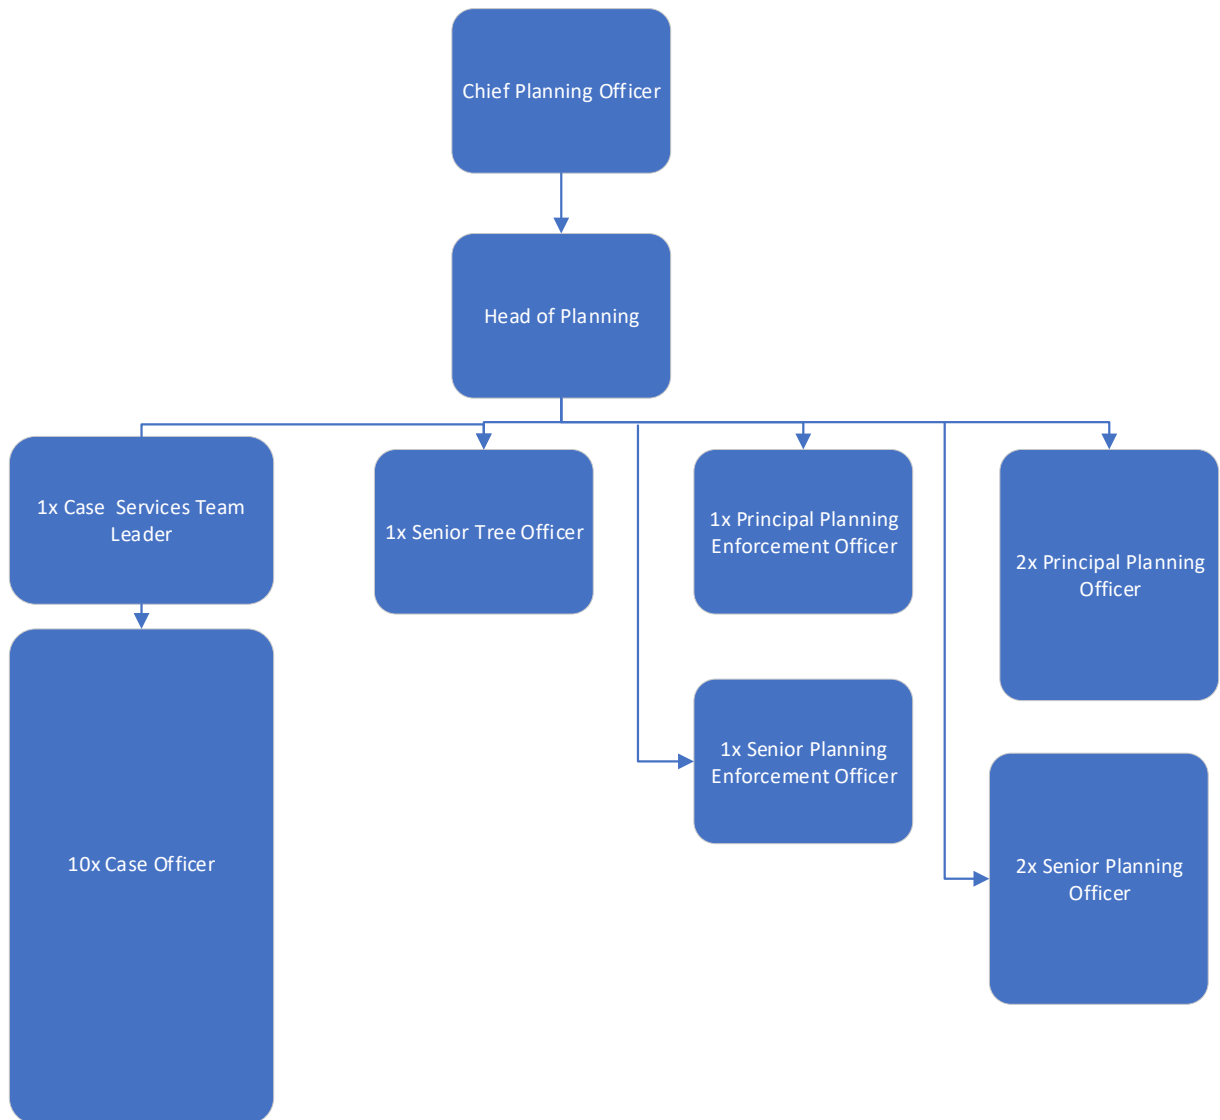 Chief Planning Officer
Head of Planning
1x Case  Services Team
Leader
1x Senior Tree Officer
1x Principal Planning
Enforcement Officer
2x Principal Planning
Officer
1x Senior Planning
Enforcement Officer
10x Case Officer
2x Senior Planning
Officer